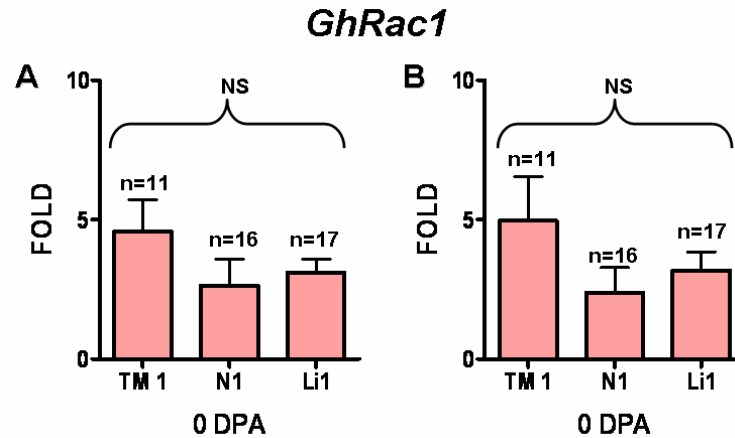 GhRac1
A
10
5
0
FOLD
NS
n=11
n=16
n=17
TM 1
N1
Li1
0 DPA
B
10
5
0
FOLD
NS
n=11
n=16
n=17
TM 1
N1
Li1
0 DPA